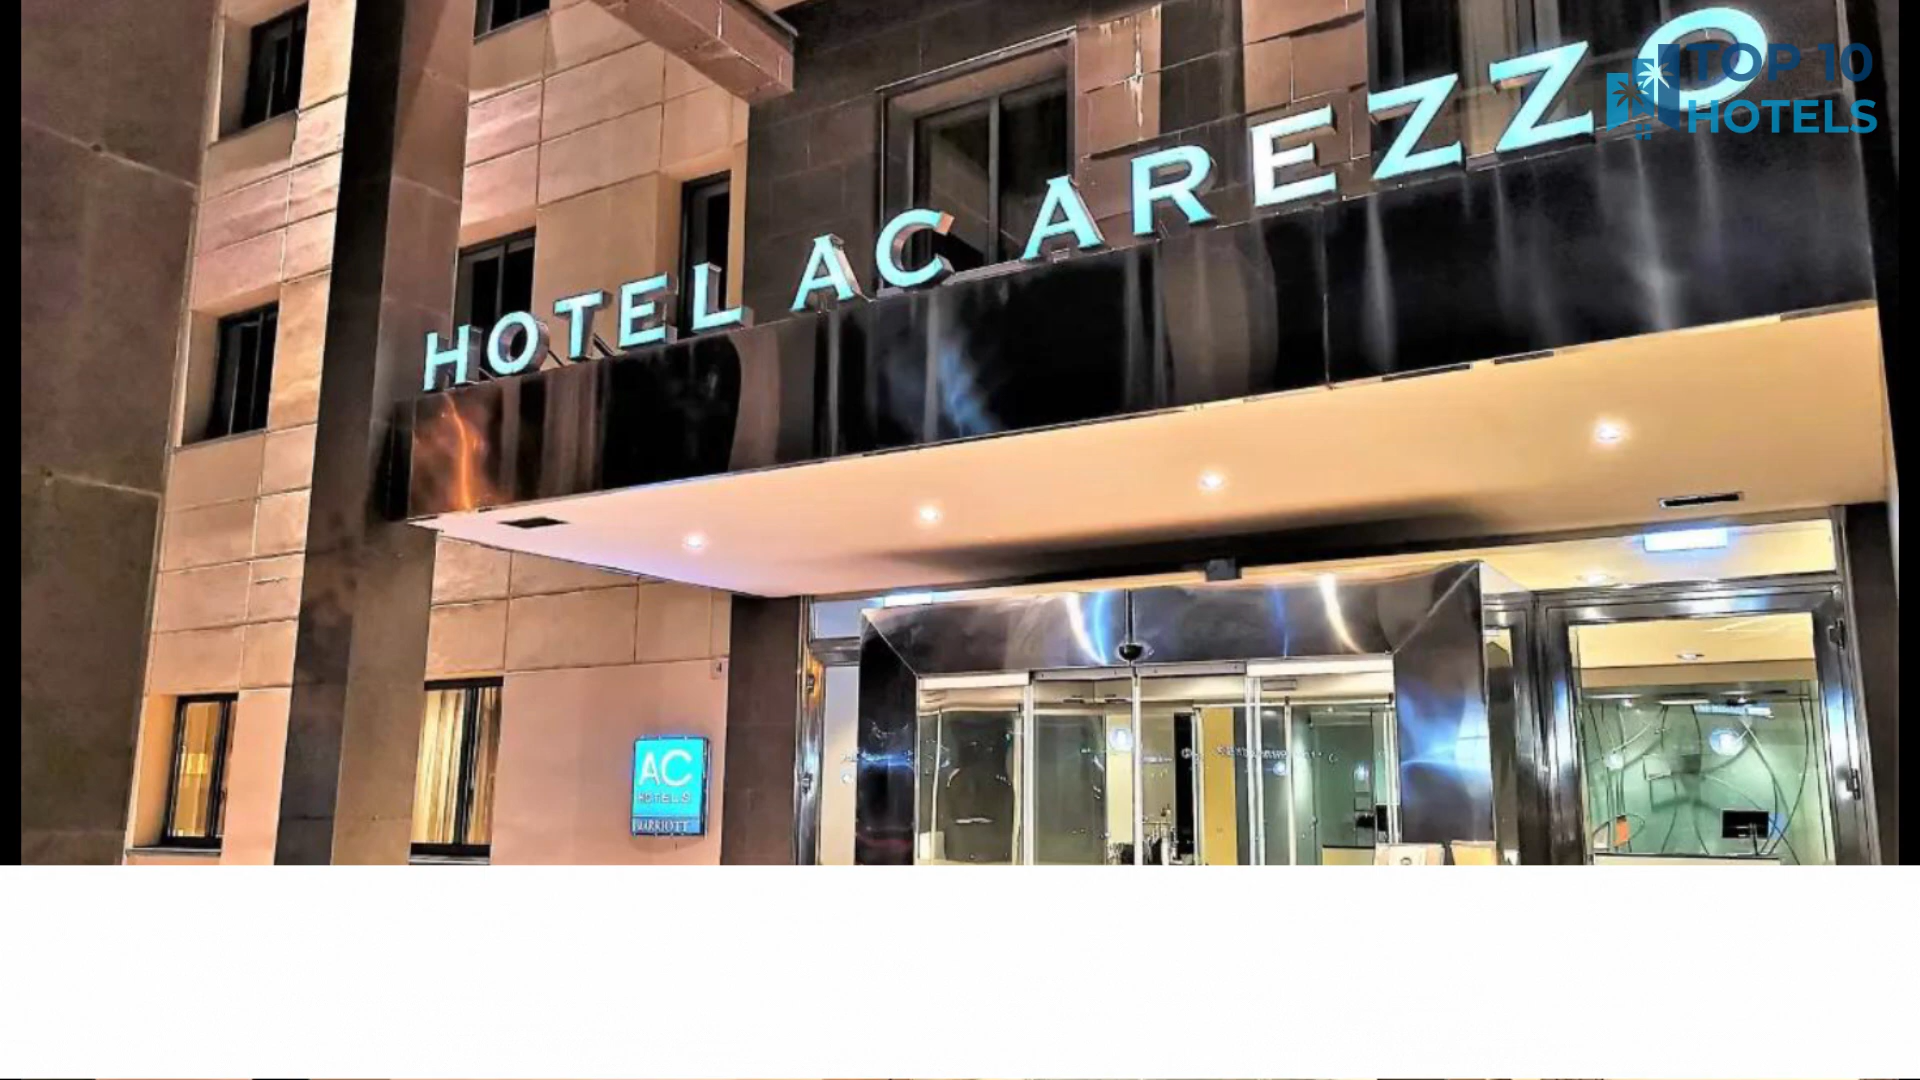 HOTEL AC AREZZO
TOP 10
HOTELS
AC
HOTELS
MARRIOTT